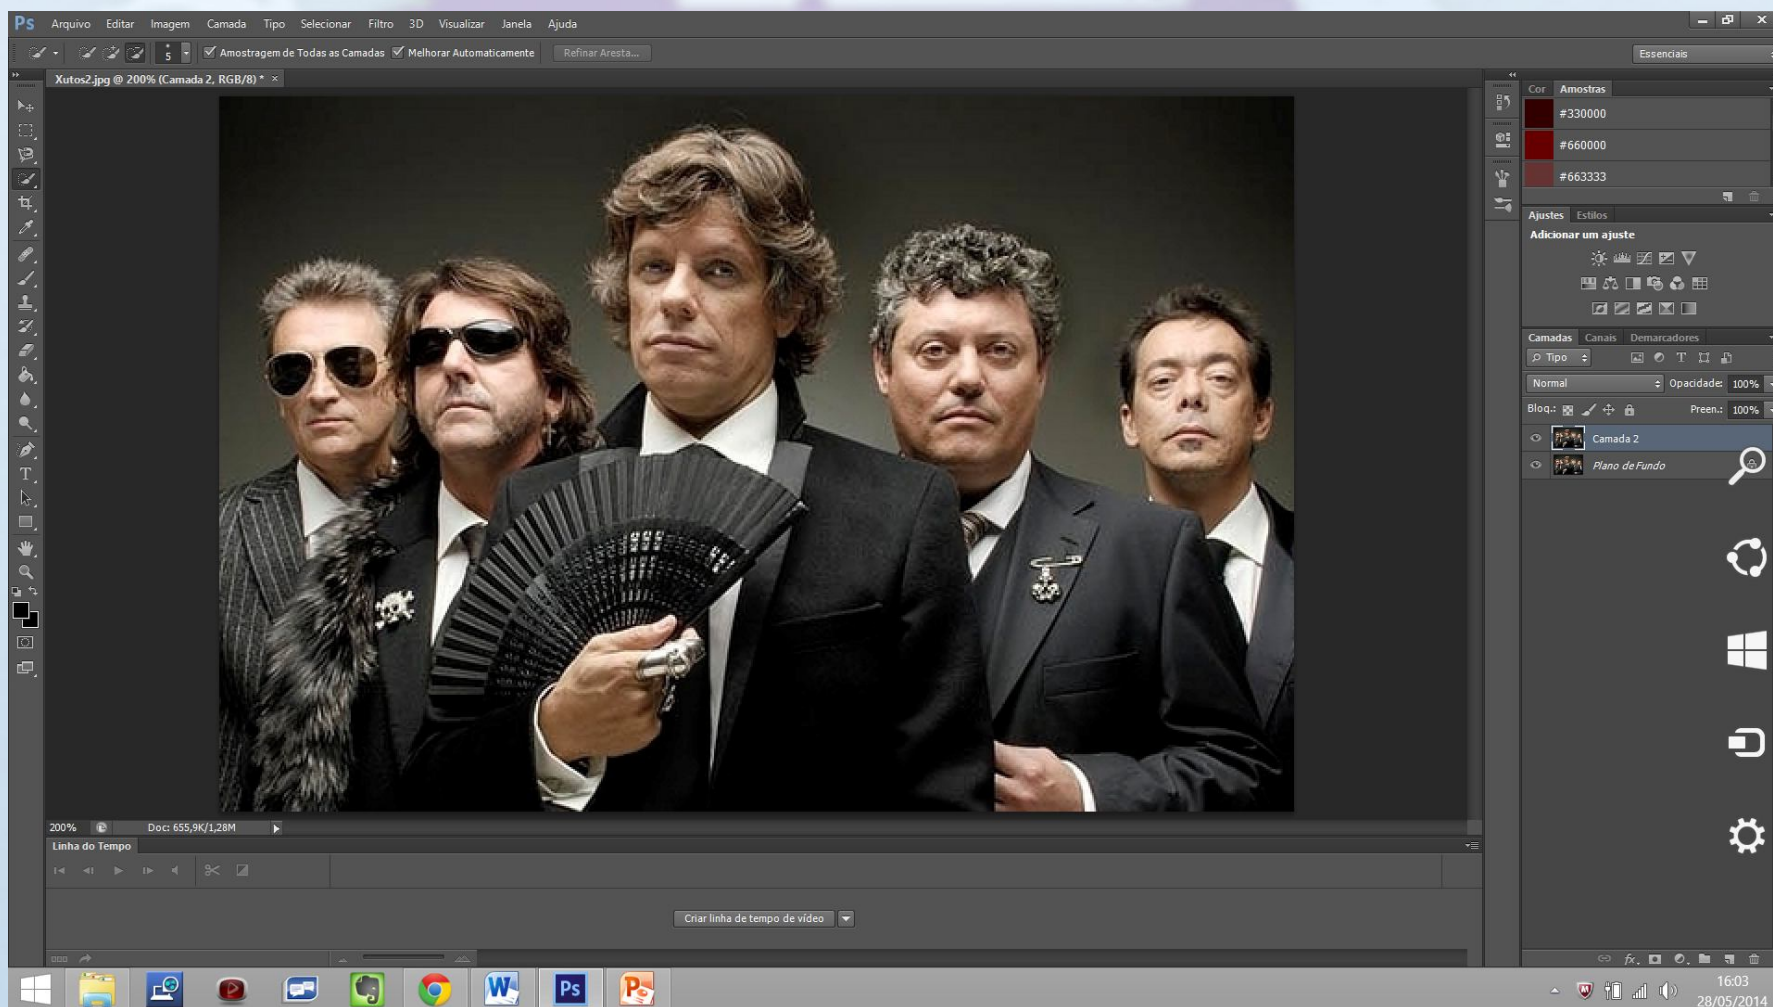 Ps Arquivo Editar Imagem Camada Tipo Selecionar Filtro 3D Visualizar Janela Ajuda
5 Amostragem de Todas as Camadas Melhorar Automaticamente Refinar Aresta... Essenciais
Xutos2.jpg @ 200% (Camada 2, RGB/8) * ×
Cor Amostras
#330000
#660000
#663333
Ajustes Estilos
Adicionar um ajuste
Camadas Canais Demarcadores
Tipo
Normal Opacidade: 100%
Bloq.: Preen.: 100%
Camada 2
Plano de Fundo
200% Doc: 655,9K/1,28M
Linha do Tempo
Criar linha de tempo de vídeo
fx
Ps
16:03
28/05/2014